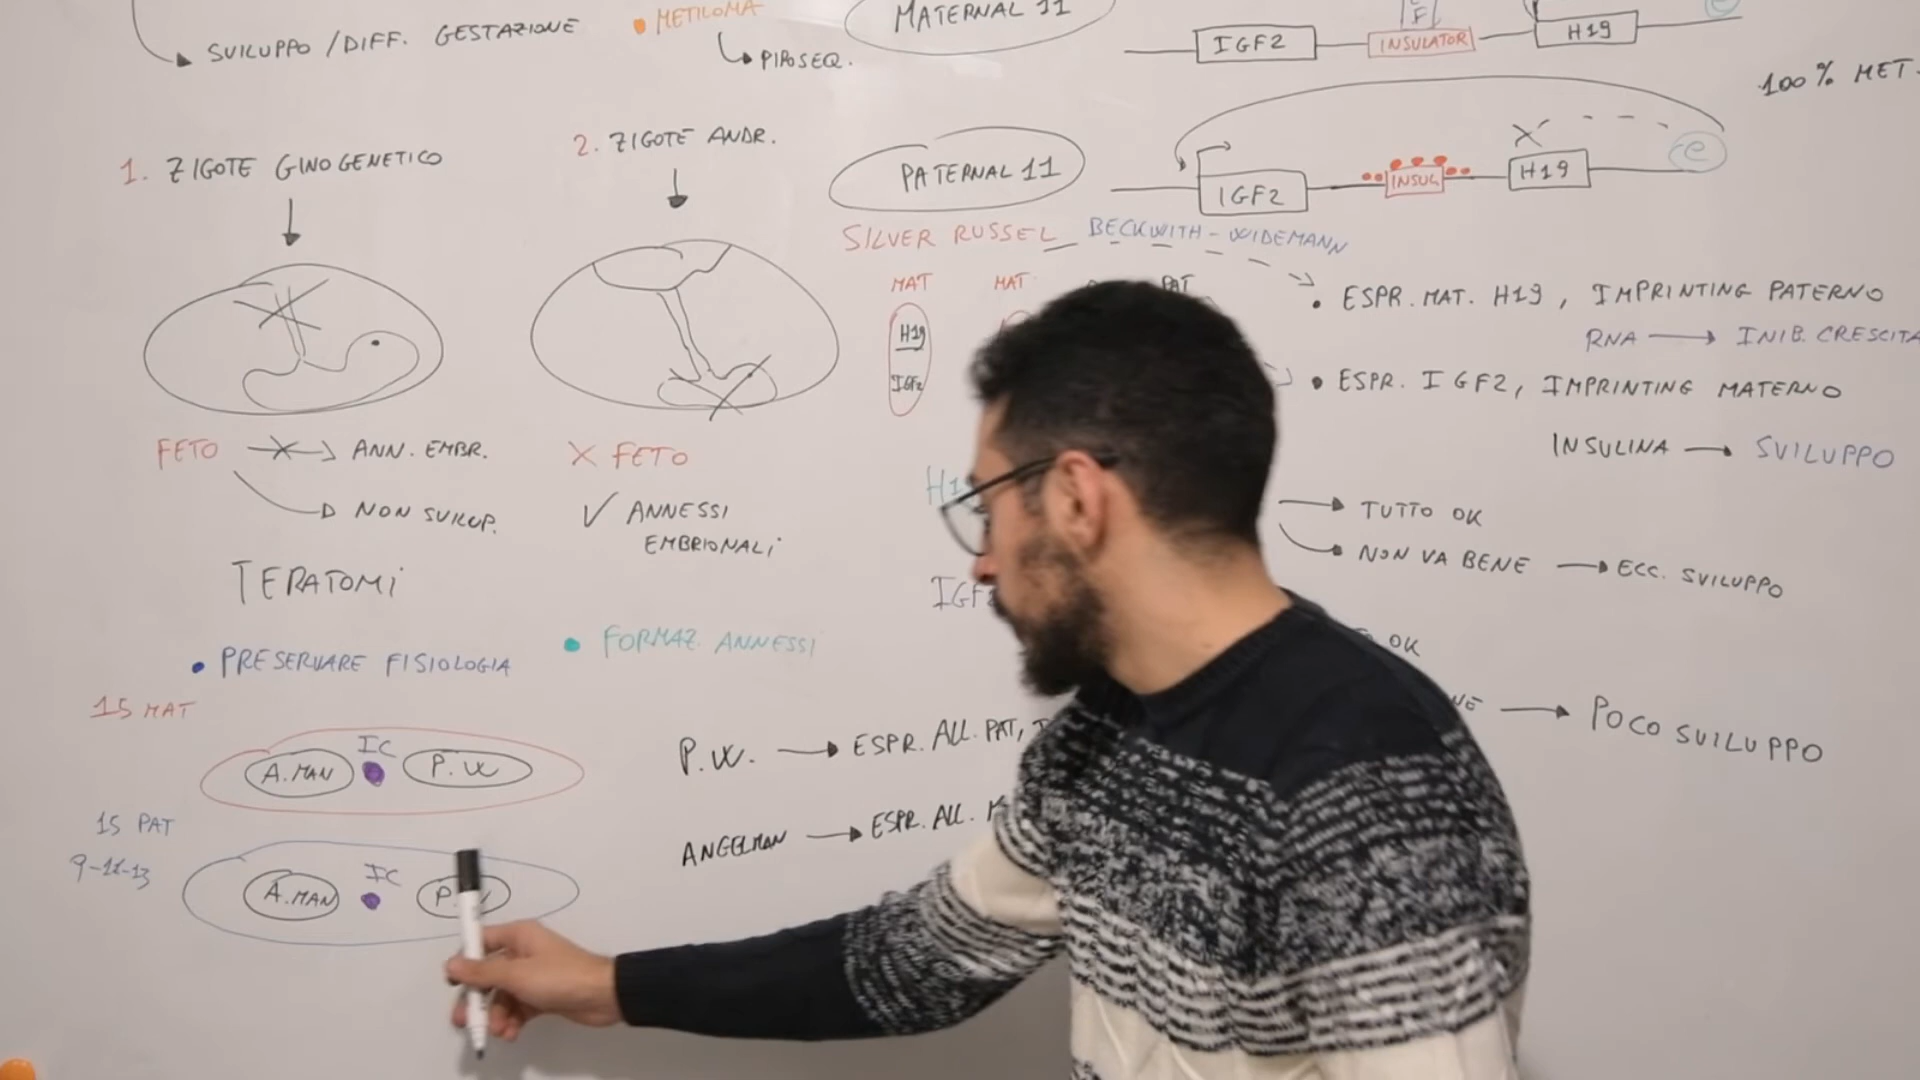 SVILUPPO / DIFF. GESTAZIONE
METILOMA
PIROSEQ.
MATERNAL 11
IGF2
INSULATOR
H19
e
100% MET.
1. ZIGOTE GINOGENETICO
2. ZIGOTE ANDR.
PATERNAL 11
IGF2
INSUL
H19
e
SILVER RUSSEL
BECKWITH - WIDEMANN
MAT
MAT
PAT
H19
IGF2
ESPR. MAT. H19, IMPRINTING PATERNO
RNA → INIB. CRESCITA
ESPR. IGF2, IMPRINTING MATERNO
INSULINA → SVILUPPO
FETO
ANN. EMBR.
NON SVILUP.
X FETO
✓ ANNESSI
EMBRIONALI
TERATOMI
TUTTO OK
NON VA BENE → ECC. SVILUPPO
OK
→ POCO SVILUPPO
• PRESERVARE FISIOLOGIA
• FORMAZ. ANNESSI
15 MAT
A.MAN
IC
P.W
15 PAT
9-11-13
A.MAN
IC
P.W. → ESPR. ALL. PAT,
ANGELMAN → ESPR. ALL.